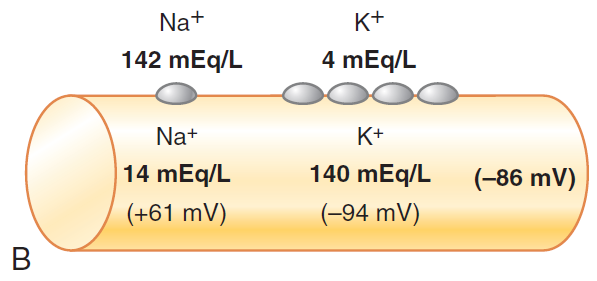 Na+ K+
142 mEq/L 4 mEq/L
Na+ K+
14 mEq/L 140 mEq/L (–86 mV)
(+61 mV) (–94 mV)
B